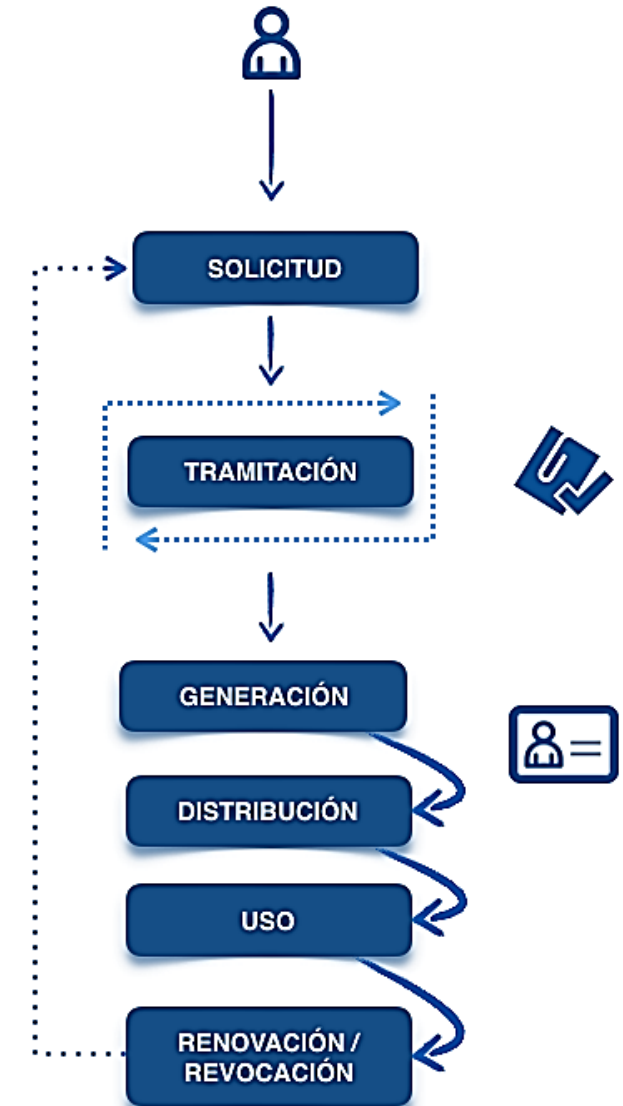 SOLICITUD
TRAMITACIÓN
GENERACIÓN
DISTRIBUCIÓN
USO
RENOVACIÓN /
REVOCACIÓN